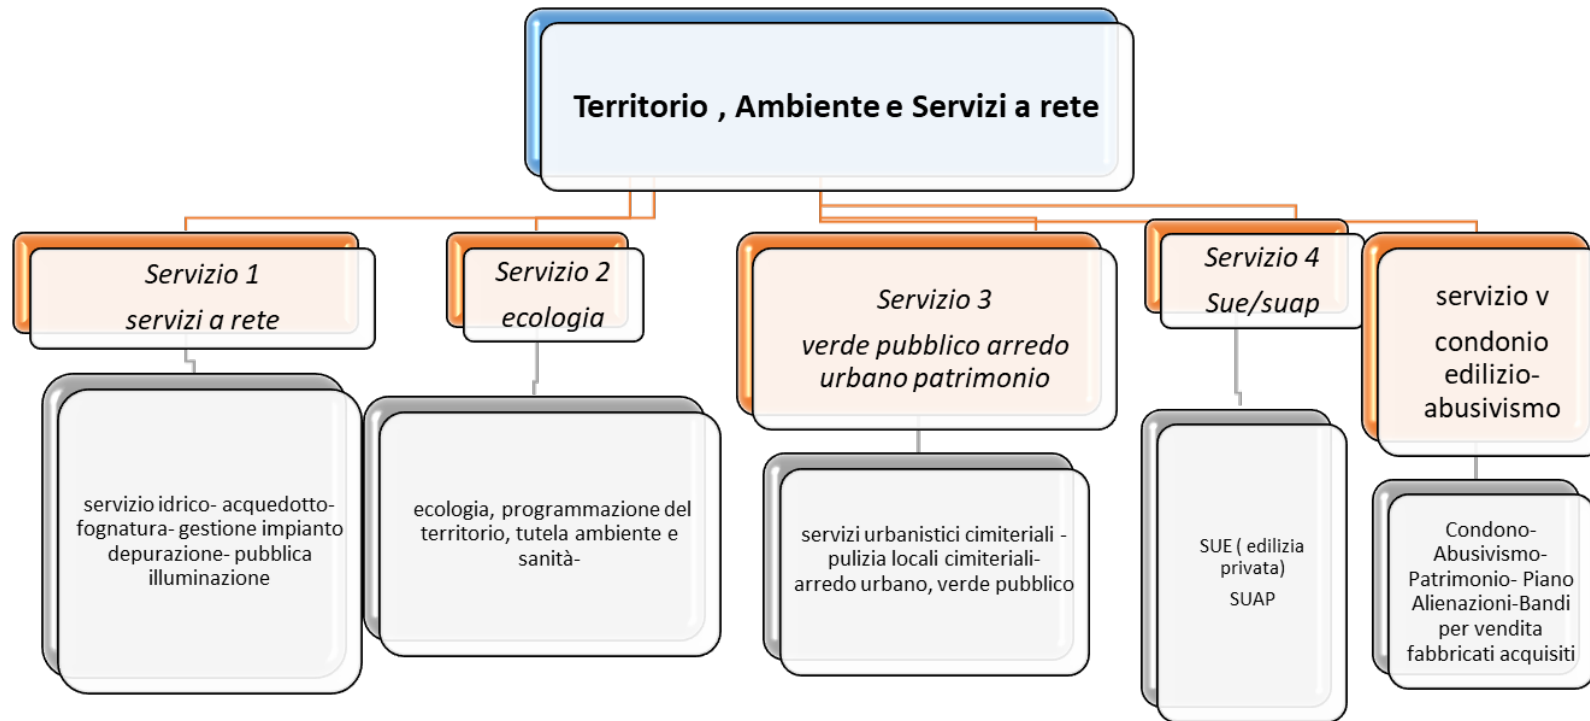 Territorio , Ambiente e Servizi a rete
Servizio 1
servizi a rete
servizio idrico- acquedotto-
fognatura- gestione impianto
depurazione- pubblica
illuminazione
Servizio 2
ecologia
ecologia, programmazione del
territorio, tutela ambiente e
sanità-
Servizio 3
verde pubblico arredo
urbano patrimonio
servizi urbanistici cimiteriali -
pulizia locali cimiteriali-
arredo urbano, verde pubblico
Servizio 4
Sue/suap
SUE ( edilizia
privata)
SUAP
servizio v
condonio
edilizio-
abusivismo
Condono-
Abusivismo-
Patrimonio- Piano
Alienazioni-Bandi
per vendita
fabbricati acquisiti